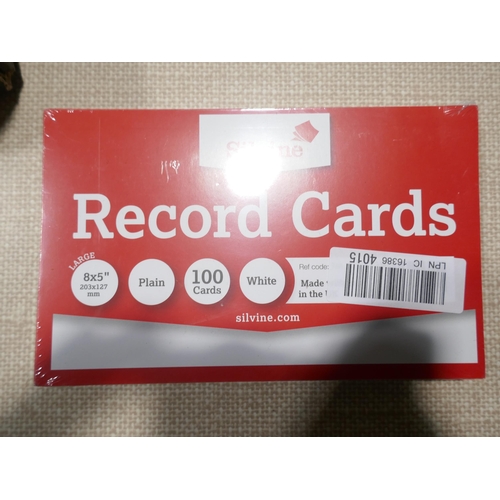 Silvine
Record Cards
LARGE
8x5"
203x127
mm
Plain
100
Cards
White
Ref code:
Made
in the
silvine.com
LPN IC 16386 4015